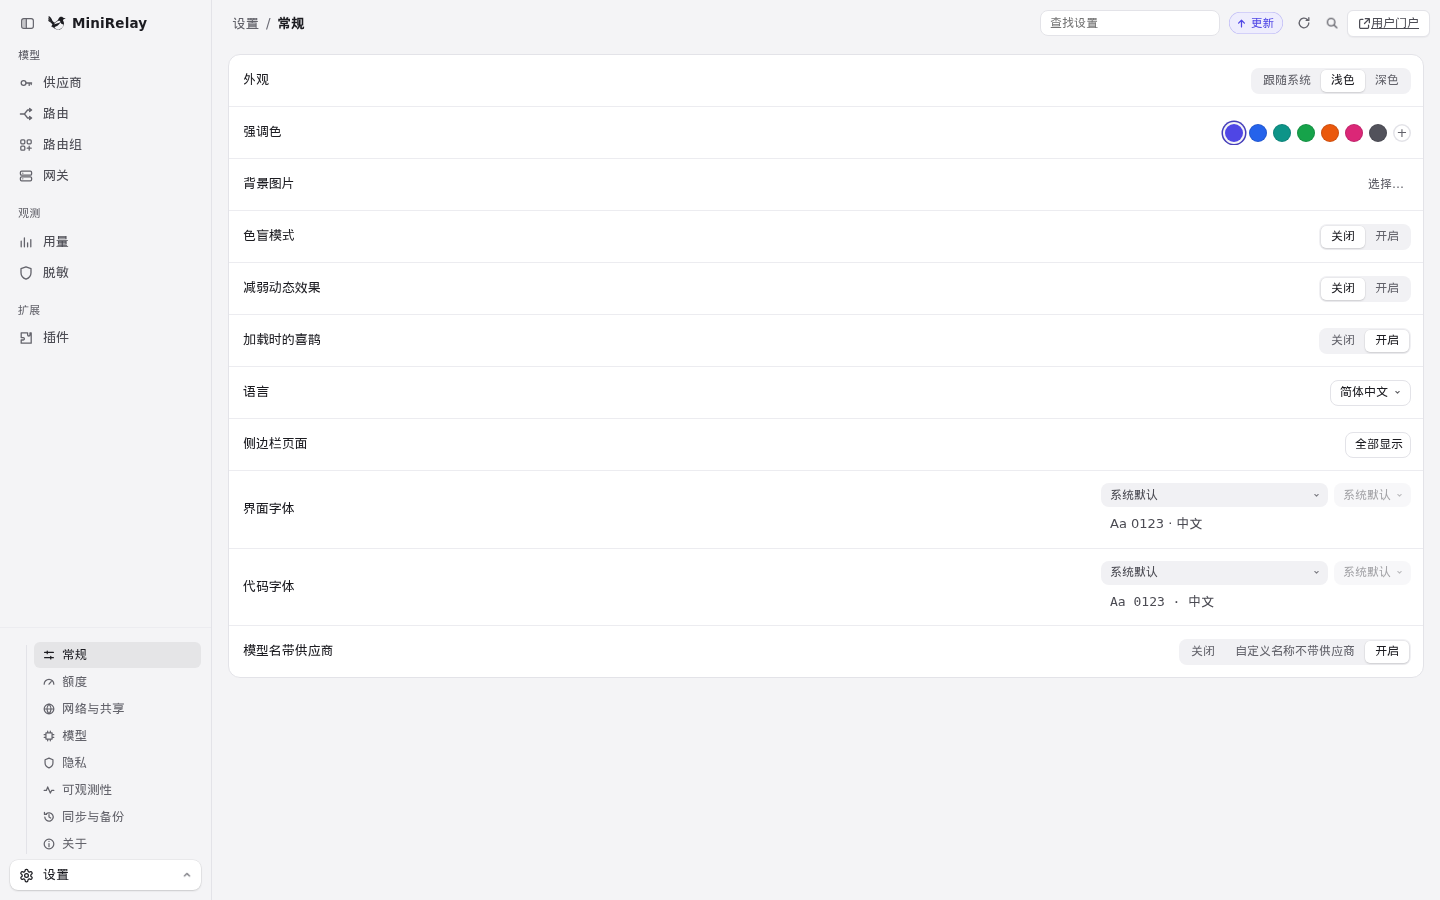 MiniRelay
模型
供应商
路由
路由组
网关
观测
用量
脱敏
扩展
插件
常规
额度
网络与共享
模型
隐私
可观测性
同步与备份
关于
设置
设置 / 常规
查找设置
更新
用户门户
外观
跟随系统 浅色 深色
强调色
背景图片
选择...
色盲模式
关闭 开启
减弱动态效果
关闭 开启
加载时的喜鹊
关闭 开启
语言
简体中文
侧边栏页面
全部显示
界面字体
系统默认 系统默认
Aa 0123 · 中文
代码字体
系统默认 系统默认
Aa 0123 · 中文
模型名带供应商
关闭 自定义名称不带供应商 开启